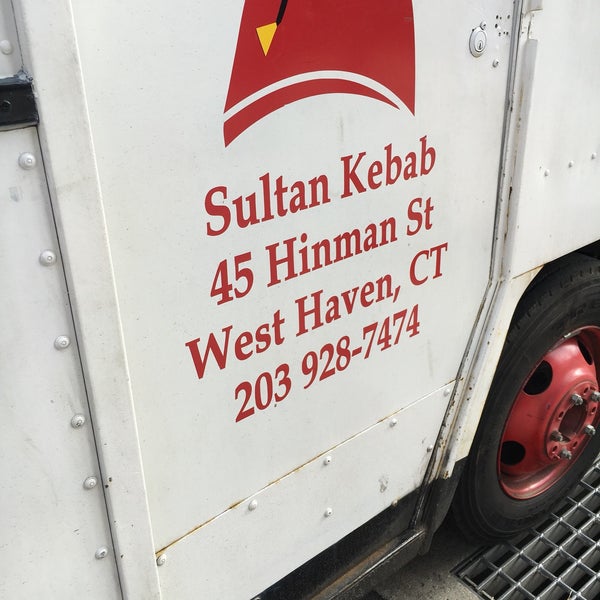 Sultan Kebab
45 Hinman St
West Haven, CT
203 928-7474